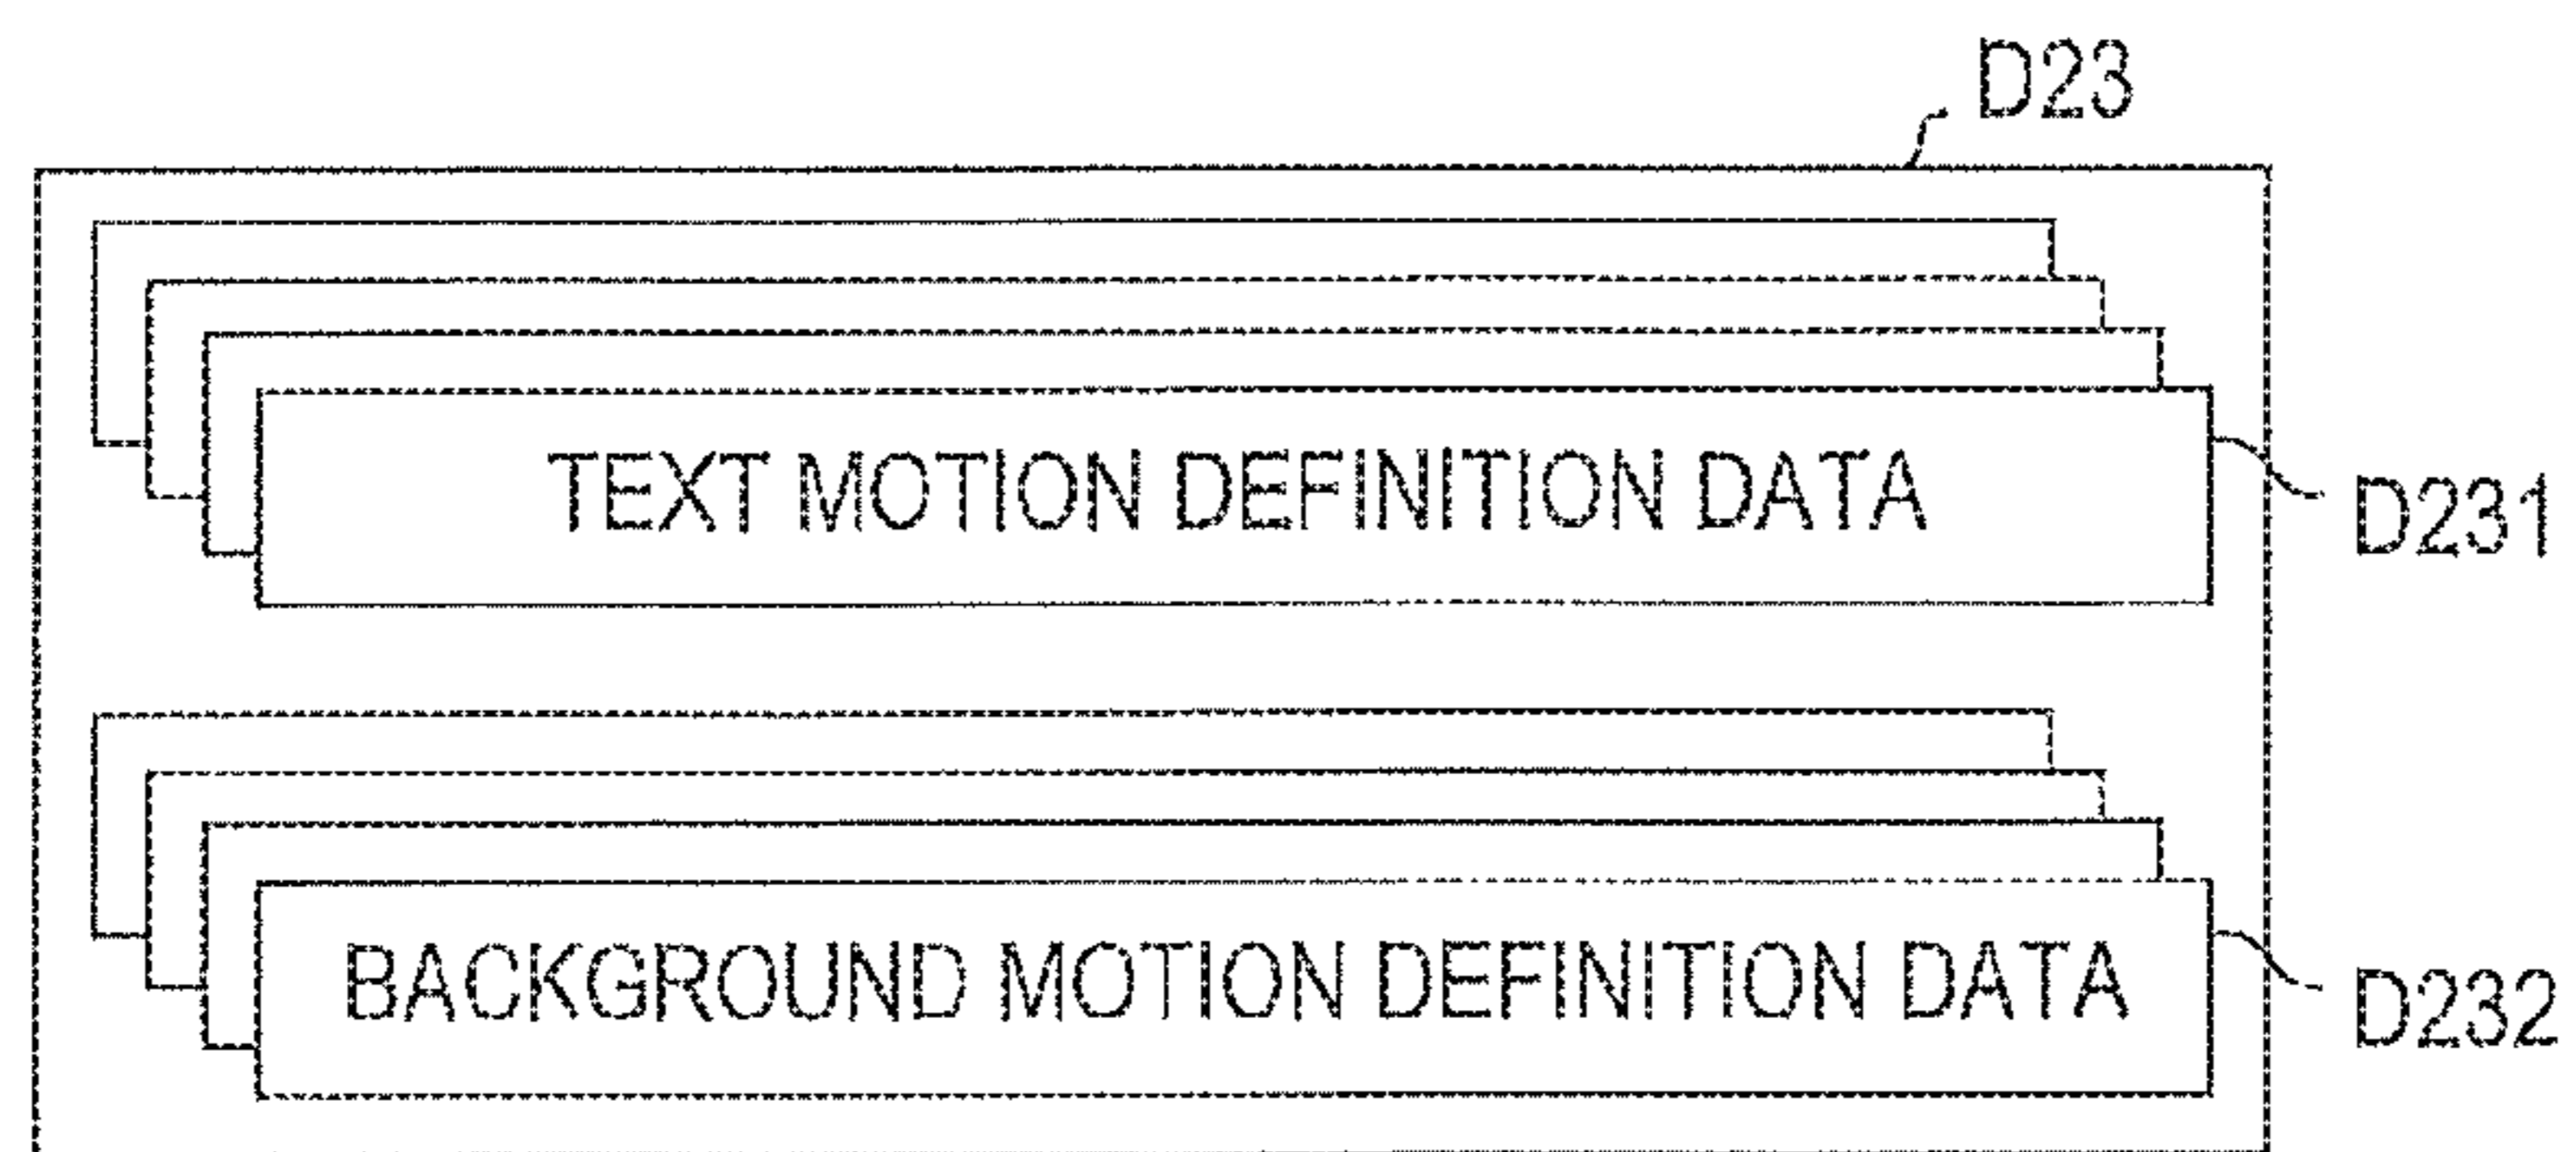 D23
TEXT MOTION DEFINITION DATA
D231
BACKGROUND MOTION DEFINITION DATA
D232